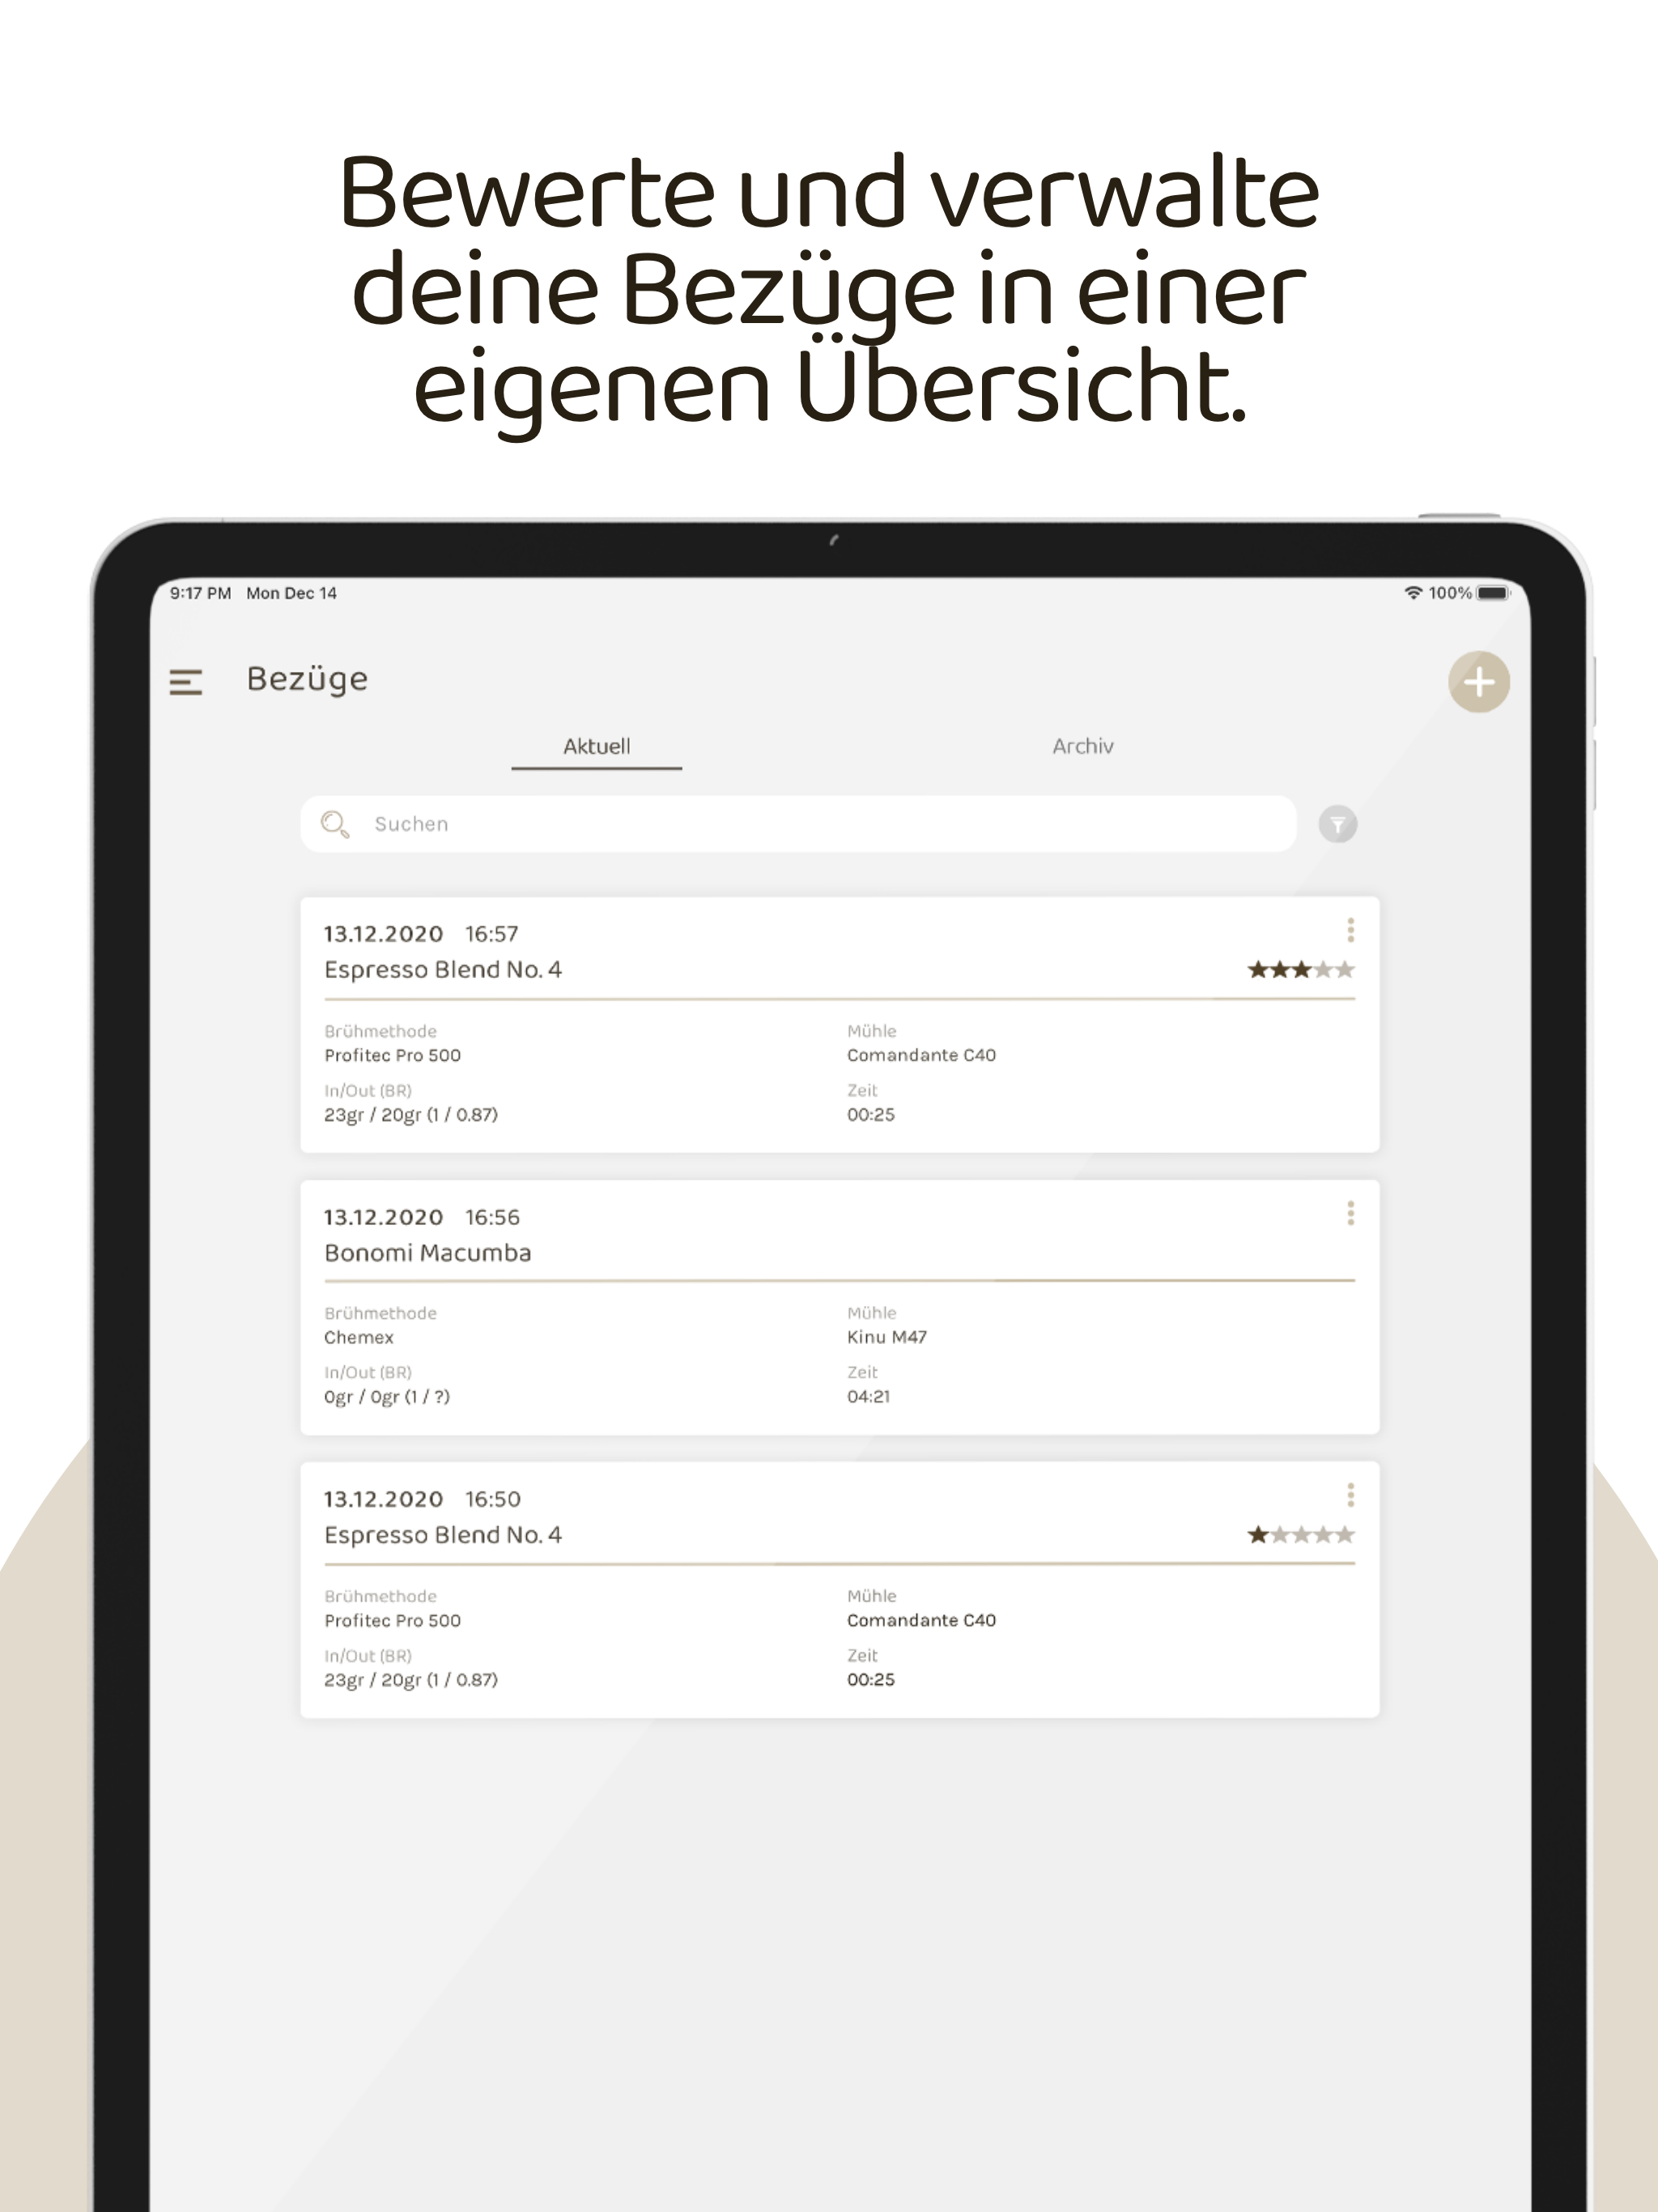 Bewerte und verwalte
deine Bezüge in einer
eigenen Übersicht.
9:17 PM Mon Dec 14
100%
Bezüge
Aktuell
Archiv
Suchen
13.12.2020 16:57
Espresso Blend No. 4
Brühmethode
Mühle
Profitec Pro 500
Comandante C40
In/Out (BR)
Zeit
23gr / 20gr (1 / 0.87)
00:25
13.12.2020 16:56
Bonomi Macumba
Brühmethode
Mühle
Chemex
Kinu M47
In/Out (BR)
Zeit
0gr / 0gr (1 / ?)
04:21
13.12.2020 16:50
Espresso Blend No. 4
Brühmethode
Mühle
Profitec Pro 500
Comandante C40
In/Out (BR)
Zeit
23gr / 20gr (1 / 0.87)
00:25